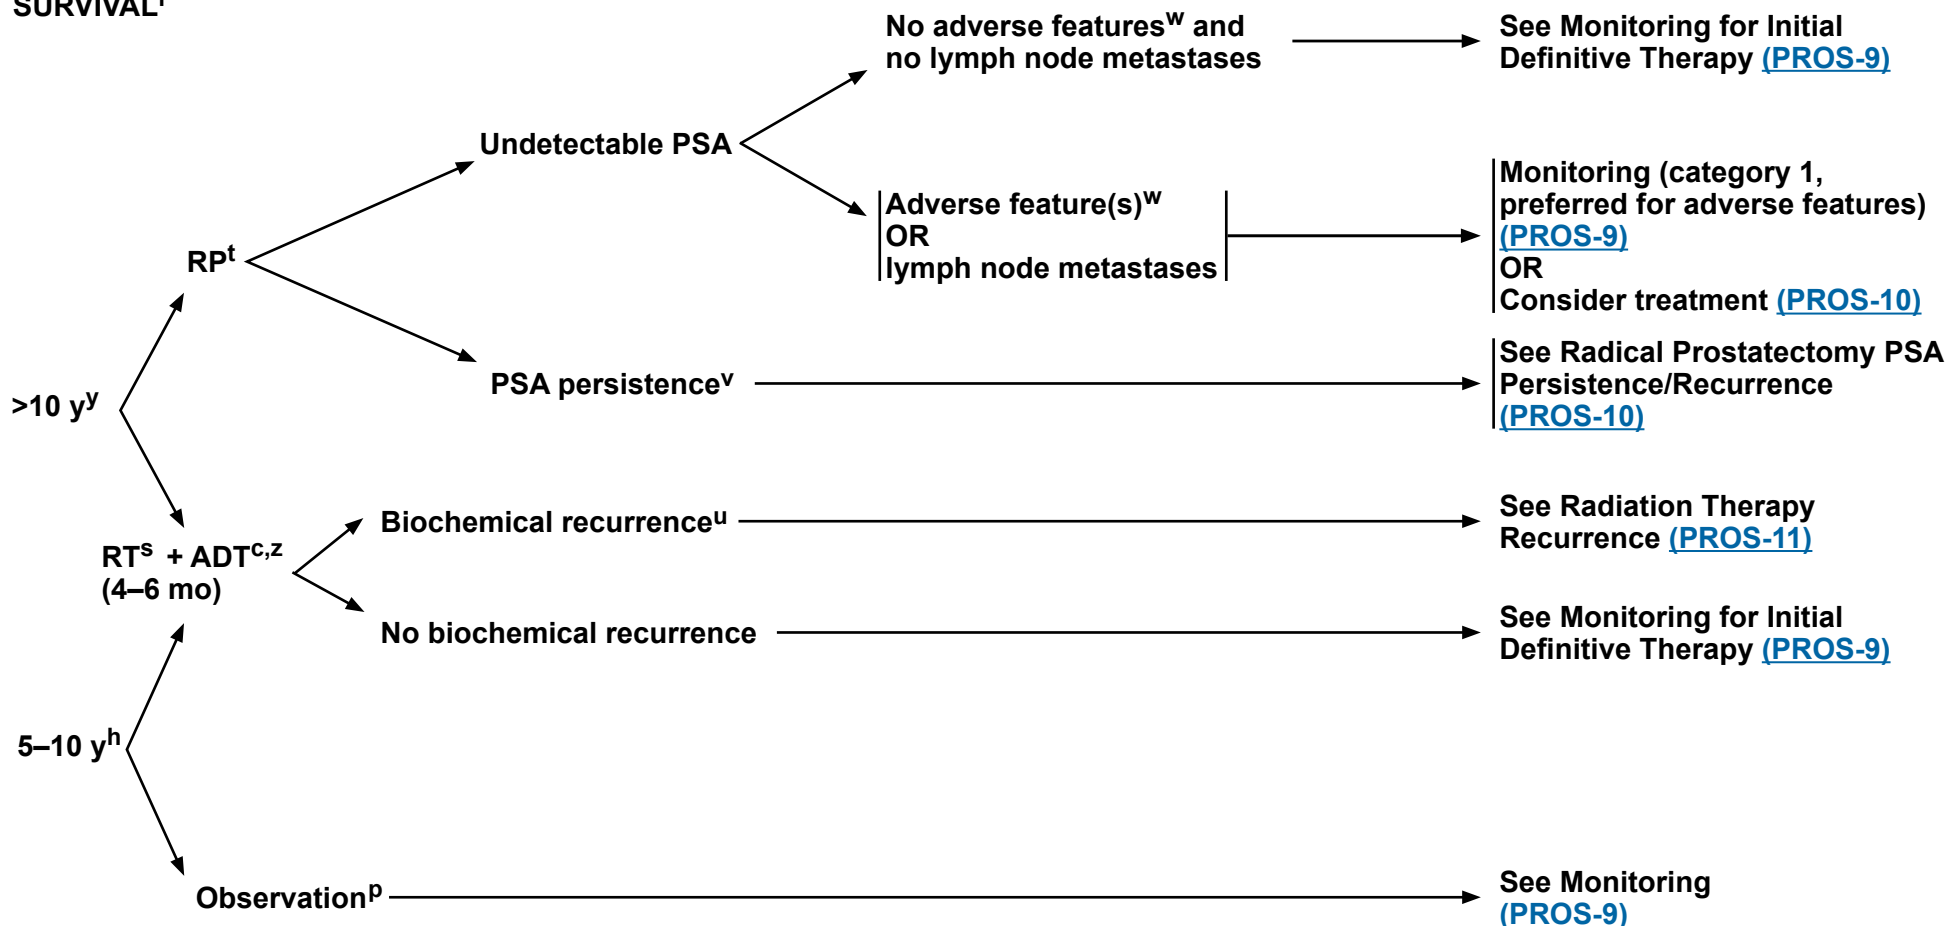 SURVIVAL
No adverse featuresʷ and
no lymph node metastases
See Monitoring for Initial
Definitive Therapy (PROS-9)
Undetectable PSA
Adverse feature(s)ʷ
OR
lymph node metastases
Monitoring (category 1,
preferred for adverse features)
(PROS-9)
OR
Consider treatment (PROS-10)
RPᵗ
PSA persistenceᵛ
See Radical Prostatectomy PSA
Persistence/Recurrence
(PROS-10)
>10 yʸ
Biochemical recurrenceᵘ
See Radiation Therapy
Recurrence (PROS-11)
RTˢ + ADTᶜ,ᶻ
(4–6 mo)
No biochemical recurrence
See Monitoring for Initial
Definitive Therapy (PROS-9)
5–10 yʰ
Observationᵖ
See Monitoring
(PROS-9)